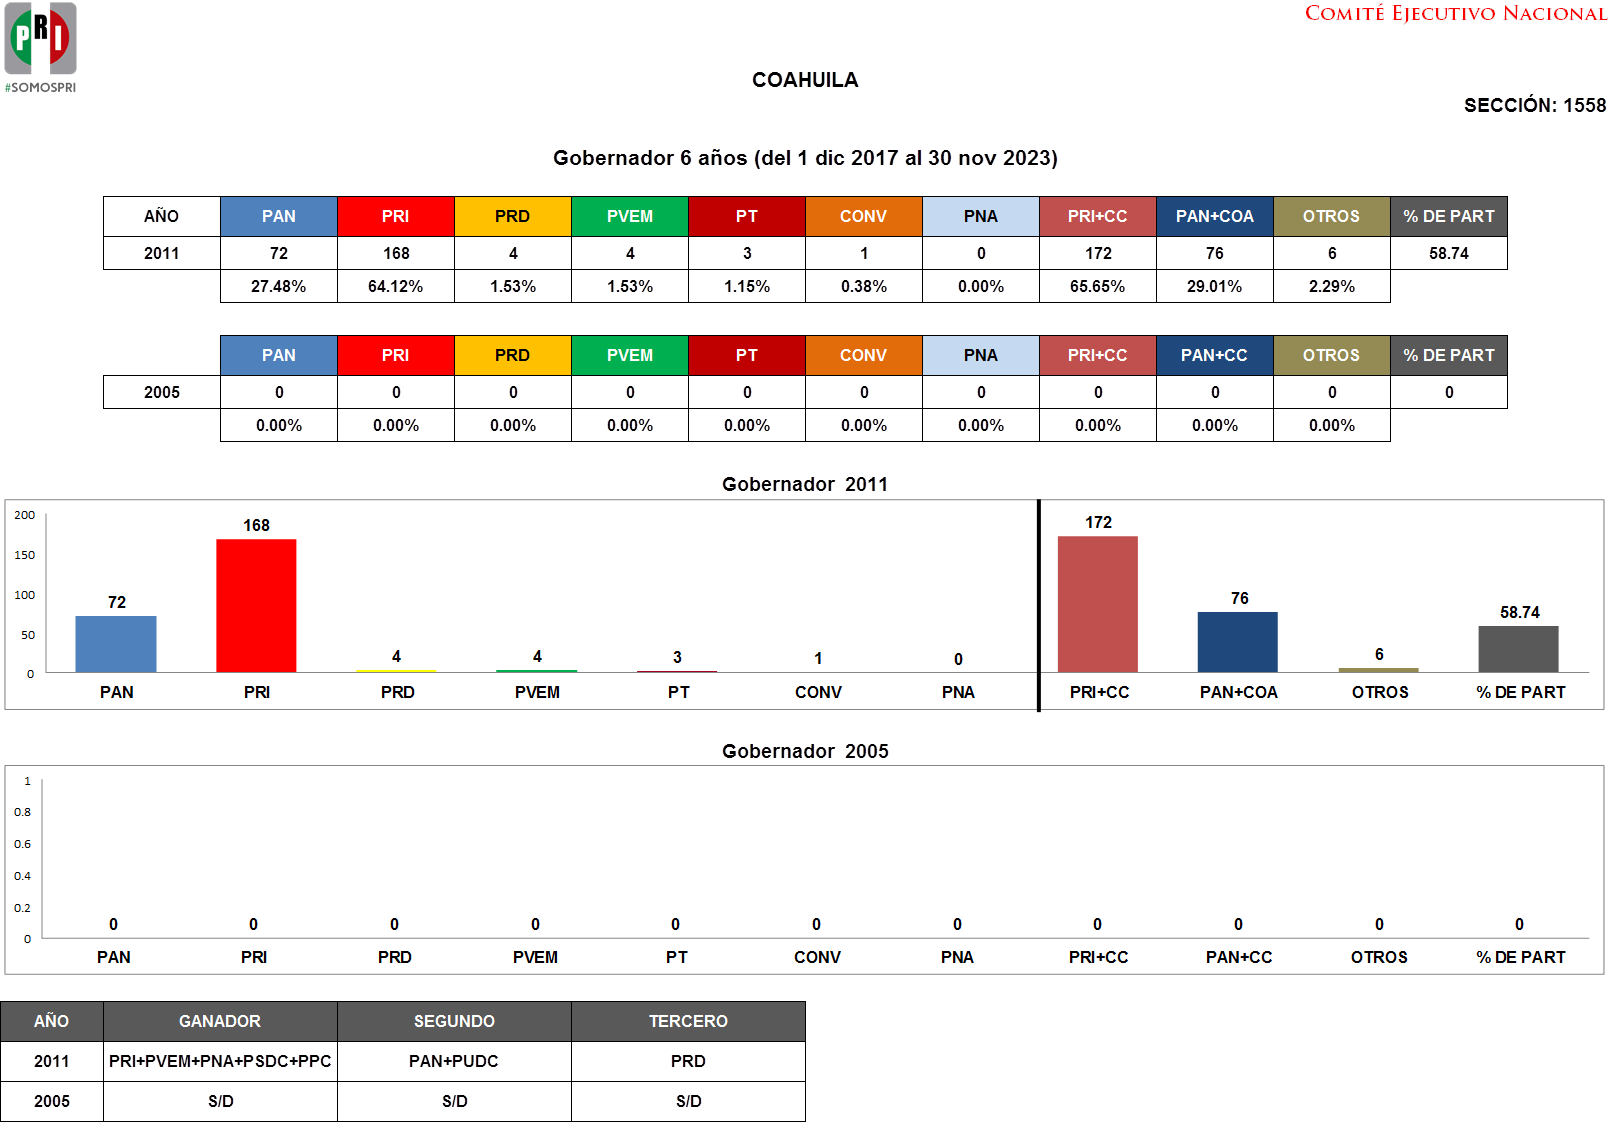 PRI
#SOMOSPRI
COMITÉ EJECUTIVO NACIONAL
COAHUILA
SECCIÓN: 1558
Gobernador 6 años (del 1 dic 2017 al 30 nov 2023)
AÑO PAN PRI PRD PVEM PT CONV PNA PRI+CC PAN+COA OTROS % DE PART
2011 72 168 4 4 3 1 0 172 76 6 58.74
27.48% 64.12% 1.53% 1.53% 1.15% 0.38% 0.00% 65.65% 29.01% 2.29%
PAN PRI PRD PVEM PT CONV PNA PRI+CC PAN+CC OTROS % DE PART
2005 0 0 0 0 0 0 0 0 0 0 0
0.00% 0.00% 0.00% 0.00% 0.00% 0.00% 0.00% 0.00% 0.00% 0.00%
Gobernador 2011
200
150
100
50
0
72 168 4 4 3 1 0 172 76 6 58.74
PAN PRI PRD PVEM PT CONV PNA PRI+CC PAN+COA OTROS % DE PART
Gobernador 2005
1
0.8
0.6
0.4
0.2
0
0 0 0 0 0 0 0 0 0 0 0
PAN PRI PRD PVEM PT CONV PNA PRI+CC PAN+CC OTROS % DE PART
AÑO GANADOR SEGUNDO TERCERO
2011 PRI+PVEM+PNA+PSDC+PPC PAN+PUDC PRD
2005 S/D S/D S/D